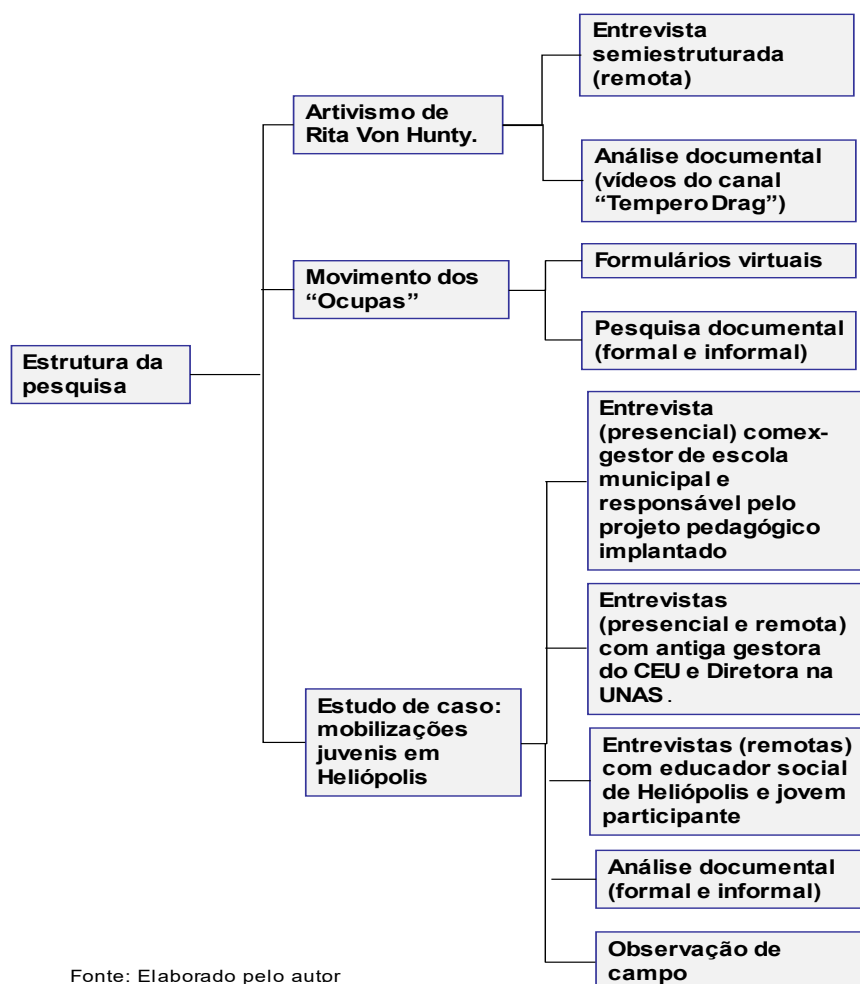 Estrutura da
pesquisa
Artivismo de
Rita Von Hunty.
Entrevista
semiestruturada
(remota)
Análise documental
(vídeos do canal
“Tempero Drag”)
Movimento dos
“Ocupas”
Formulários virtuais
Pesquisa documental
(formal e informal)
Estudo de caso:
mobilizações
juvenis em
Heliópolis
Entrevista
(presencial) comex-
gestor de escola
municipal e
responsável pelo
projeto pedagógico
implantado
Entrevistas
(presencial e remota)
com antiga gestora
do CEU e Diretora na
UNAS.
Entrevistas (remotas)
com educador social
de Heliópolis e jovem
participante
Análise documental
(formal e informal)
Observação de
campo
Fonte: Elaborado pelo autor